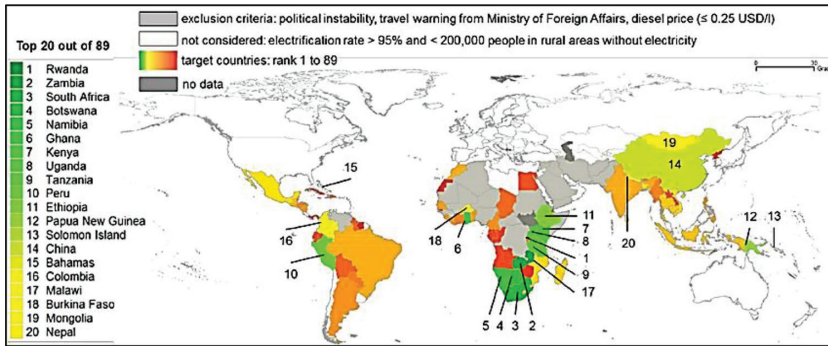 exclusion criteria: political instability, travel warning from Ministry of Foreign Affairs, diesel price (≤ 0.25 USD/l)
not considered: electrification rate > 95% and < 200,000 people in rural areas without electricity
target countries: rank 1 to 89
no data
Top 20 out of 89
1 Rwanda
2 Zambia
3 South Africa
4 Botswana
5 Namibia
6 Ghana
7 Kenya
8 Uganda
9 Tanzania
10 Peru
11 Ethiopia
12 Papua New Guinea
13 Solomon Island
14 China
15 Bahamas
16 Colombia
17 Malawi
18 Burkina Faso
19 Mongolia
20 Nepal
19
14
15
16
10
18
6
11
7
8
1
9
17
5
4
3
2
20
12
13